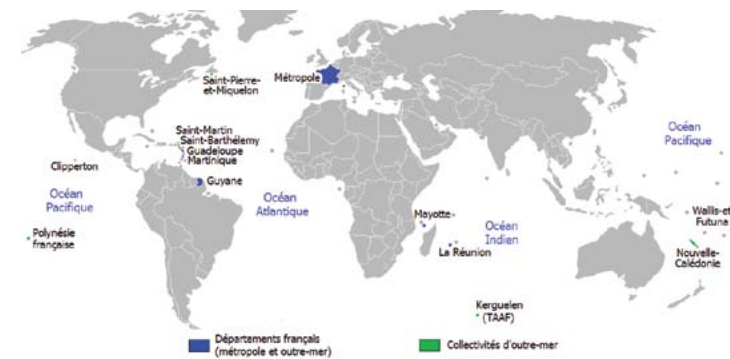 Saint-Pierre-
et-Miquelon
Métropole
Saint-Martin
Saint-Barthélemy
Guadeloupe
Martinique
Clipperton
Guyane
Océan
Pacifique
Océan
Atlantique
Océan
Pacifique
Polynésie
française
Mayotte
Océan
Indien
La Réunion
Wallis-et
Futuna
Nouvelle-
Calédonie
Kerguelen
(TAAF)
Départements français
(métropole et outre-mer)
Collectivités d'outre-mer